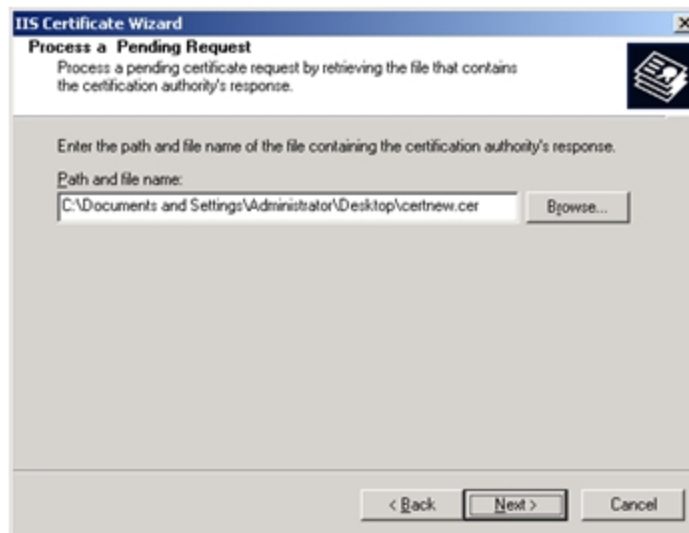 IIS Certificate Wizard
Process a Pending Request
Process a pending certificate request by retrieving the file that contains
the certification authority's response.
Enter the path and file name of the file containing the certification authority's response.
Path and file name:
C:\Documents and Settings\Administrator\Desktop\certnew.cer
Browse...
< Back
Next >
Cancel